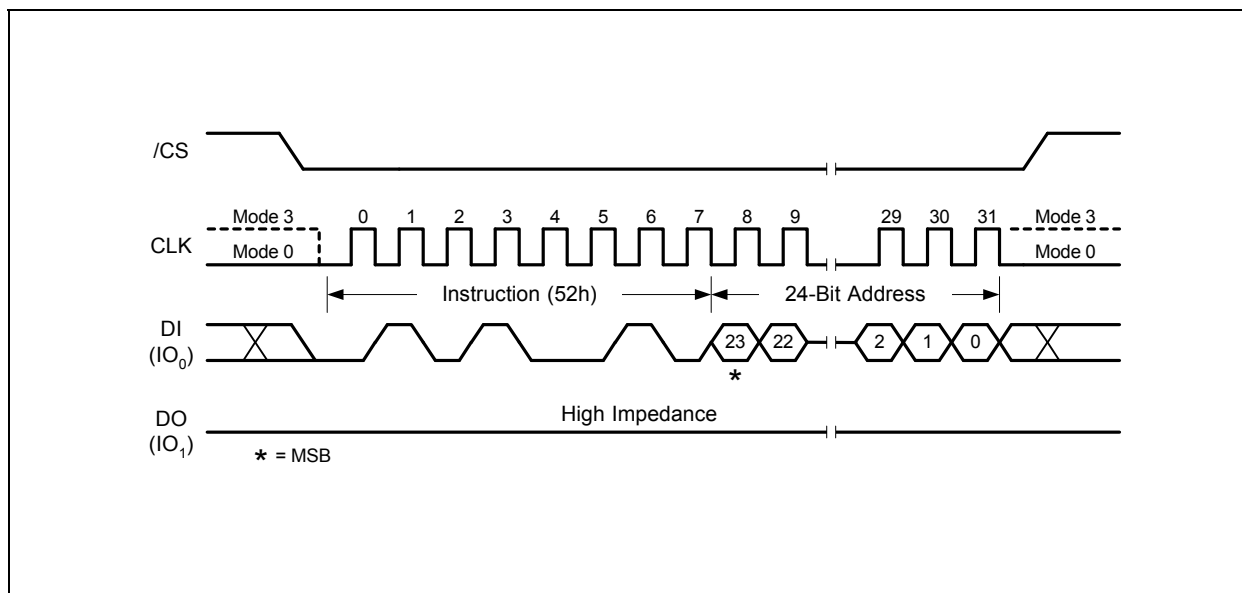 /CS
Mode 3 0 1 2 3 4 5 6 7 8 9 29 30 31 Mode 3
CLK Mode 0 Mode 0
Instruction (52h) 24-Bit Address
DI
(IO0) 23 22 2 1 0
*
DO High Impedance
(IO1)
* = MSB